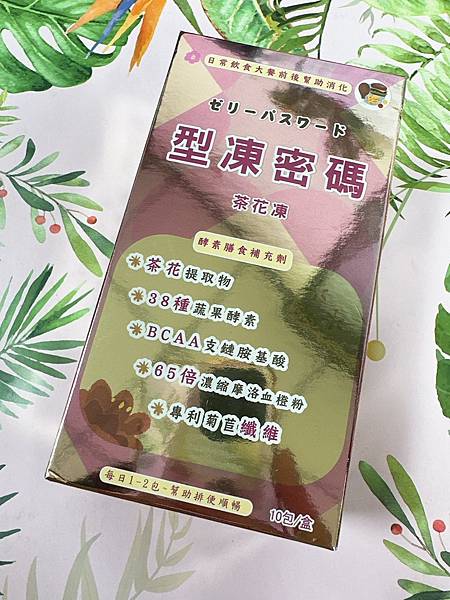 日常飲食大餐前後幫助消化
ゼリーパスワード
型凍密碼
茶花凍
酵素膳食補充劑
茶花提取物
38種蔬果酵素
BCAA支鏈胺基酸
65倍濃縮摩洛血橙粉
專利菊苣纖維
每日1-2包-幫助排便順暢
10包/盒